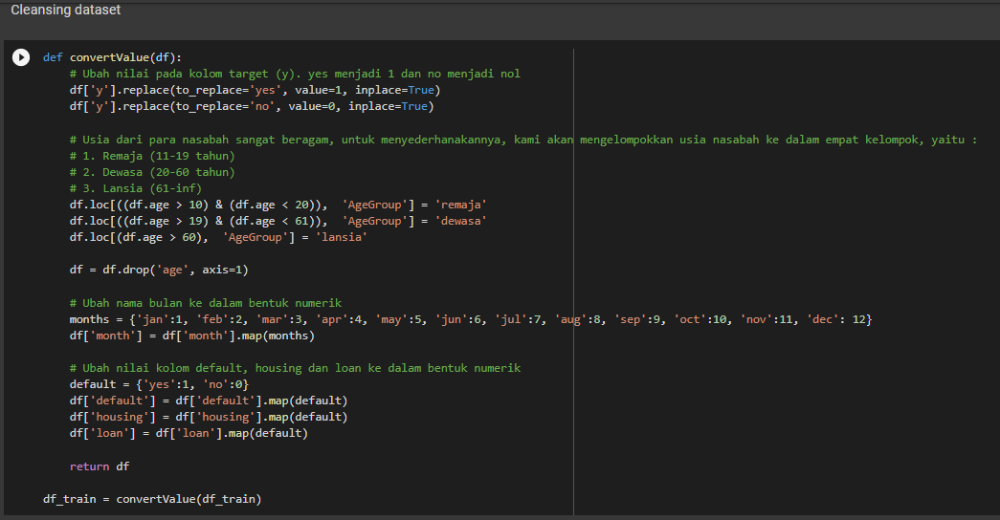 Cleansing dataset
def convertValue(df):
    # Ubah nilai pada kolom target (y). yes menjadi 1 dan no menjadi nol
    df['y'].replace(to_replace='yes', value=1, inplace=True)
    df['y'].replace(to_replace='no', value=0, inplace=True)

    # Usia dari para nasabah sangat beragam, untuk menyederhanakannya, kami akan mengelompokkan usia nasabah ke dalam empat kelompok, yaitu :
    # 1. Remaja (11-19 tahun)
    # 2. Dewasa (20-60 tahun)
    # 3. Lansia (61-inf)
    df.loc[((df.age > 10) & (df.age < 20)),  'AgeGroup'] = 'remaja'
    df.loc[((df.age > 19) & (df.age < 61)),  'AgeGroup'] = 'dewasa'
    df.loc[(df.age > 60),  'AgeGroup'] = 'lansia'

    df = df.drop('age', axis=1)

    # Ubah nama bulan ke dalam bentuk numerik
    months = {'jan':1, 'feb':2, 'mar':3, 'apr':4, 'may':5, 'jun':6, 'jul':7, 'aug':8, 'sep':9, 'oct':10, 'nov':11, 'dec': 12}
    df['month'] = df['month'].map(months)

    # Ubah nilai kolom default, housing dan loan ke dalam bentuk numerik
    default = {'yes':1, 'no':0}
    df['default'] = df['default'].map(default)
    df['housing'] = df['housing'].map(default)
    df['loan'] = df['loan'].map(default)

    return df

df_train = convertValue(df_train)